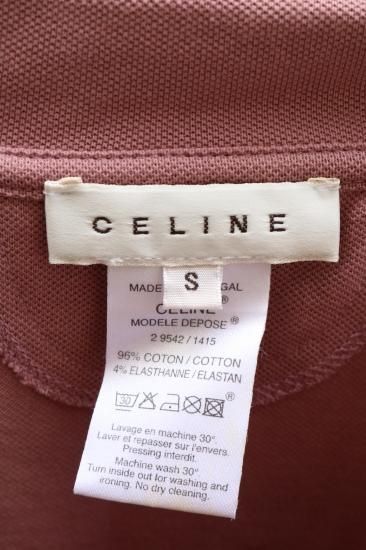 CELINE
S
MADE GAL
CELINE®
MODELE DEPOSE®
2 9542 / 1415
96% COTON / COTTON
4% ELASTHANNE / ELASTAN
30
®
Lavage en machine 30°.
Laver et repasser sur l'envers.
Pressing interdit.
Machine wash 30°
Turn inside out for washing and
ironing. No dry cleaning.